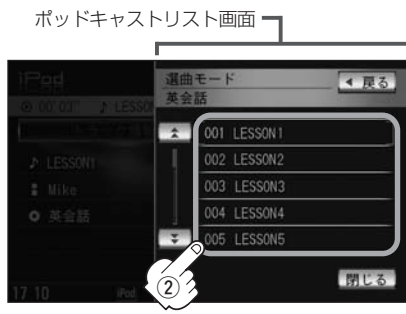 ポッドキャストリスト画面
iPod
00'03" ♪ LESSON
選曲モード
英会話
◀ 戻る
001 LESSON1
002 LESSON2
003 LESSON3
004 LESSON4
005 LESSON5
♪ LESSON1
Mike
英会話
②
閉じる
17 10
iPod